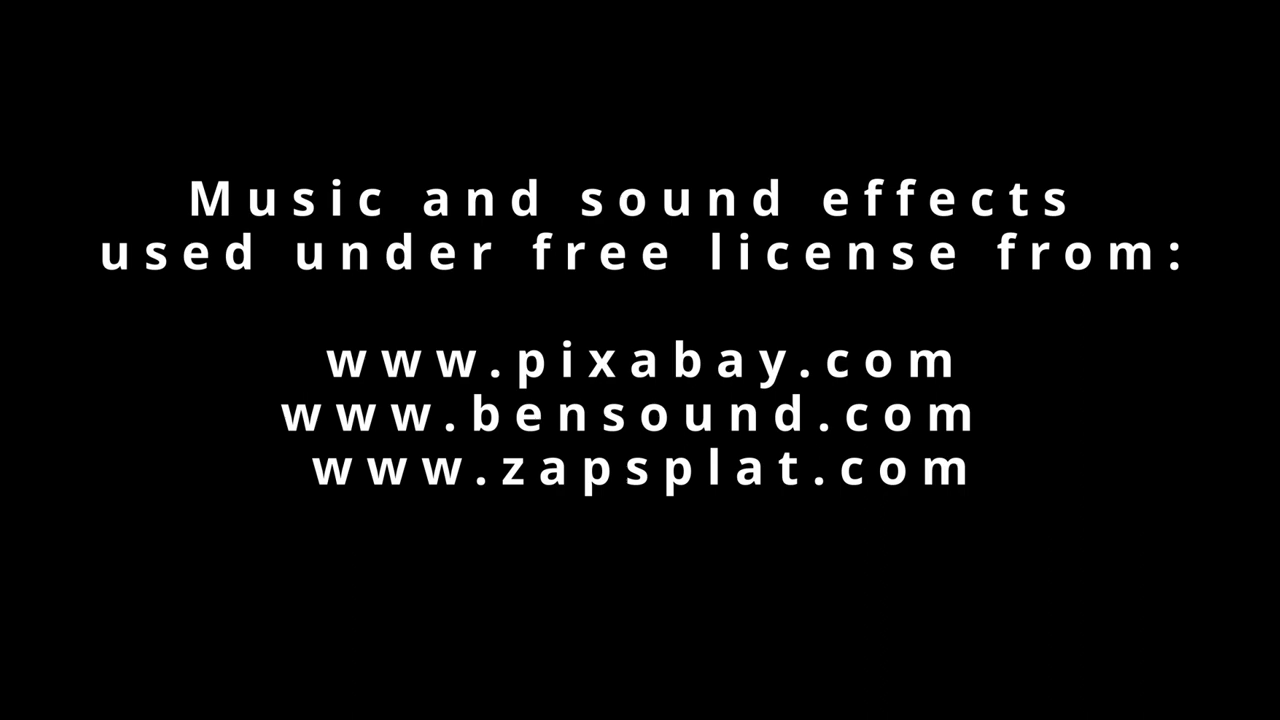 Music and sound effects
used under free license from:
www.pixabay.com
www.bensound.com
www.zapsplat.com